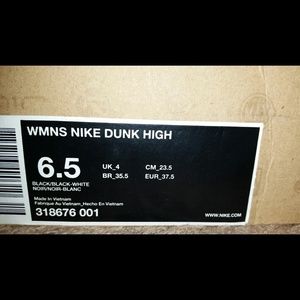 WMNS NIKE DUNK HIGH
6.5
UK_4 CM_23.5
BR_35.5 EUR_37.5
BLACK/BLACK-WHITE
NOIR/NOIR-BLANC
Made in Vietnam
Fabrique Au Vietnam_Hecho En Vietnam
318676 001
WWW.NIKE.COM